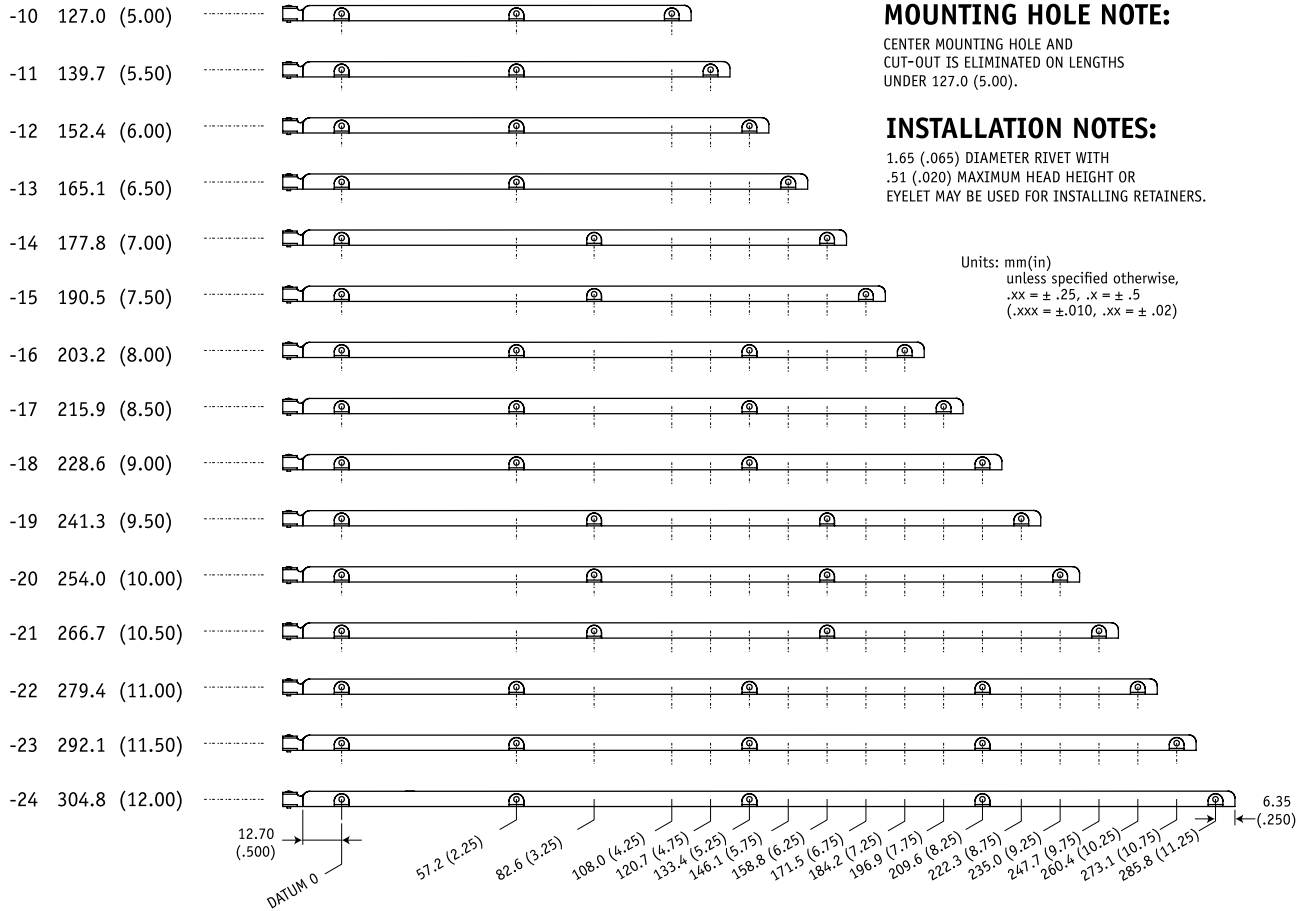 -10 127.0 (5.00)
-11 139.7 (5.50)
-12 152.4 (6.00)
-13 165.1 (6.50)
-14 177.8 (7.00)
-15 190.5 (7.50)
-16 203.2 (8.00)
-17 215.9 (8.50)
-18 228.6 (9.00)
-19 241.3 (9.50)
-20 254.0 (10.00)
-21 266.7 (10.50)
-22 279.4 (11.00)
-23 292.1 (11.50)
-24 304.8 (12.00)
MOUNTING HOLE NOTE:
CENTER MOUNTING HOLE AND
CUT-OUT IS ELIMINATED ON LENGTHS
UNDER 127.0 (5.00).
INSTALLATION NOTES:
1.65 (.065) DIAMETER RIVET WITH
.51 (.020) MAXIMUM HEAD HEIGHT OR
EYELET MAY BE USED FOR INSTALLING RETAINERS.
Units: mm(in)
unless specified otherwise,
.xx = ± .25, .x = ± .5
(.xxx = ±.010, .xx = ± .02)
12.70
(.500)
DATUM 0
57.2 (2.25)
82.6 (3.25)
108.0 (4.25)
120.7 (4.75)
133.4 (5.25)
146.1 (5.75)
158.8 (6.25)
171.5 (6.75)
184.2 (7.25)
196.9 (7.75)
209.6 (8.25)
222.3 (8.75)
235.0 (9.25)
247.7 (9.75)
260.4 (10.25)
273.1 (10.75)
285.8 (11.25)
6.35
(.250)